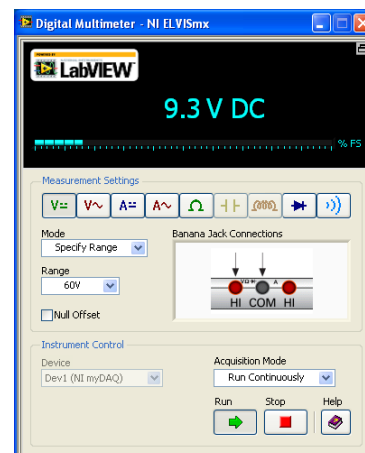 Digital Multimeter - NI ELVISmx
LabVIEW
9.3 V DC
% FS
Measurement Settings
V= V~ A= A~ Ω
Mode
Banana Jack Connections
Specify Range
Range
60V
HI COM HI
Null Offset
Instrument Control
Device
Acquisition Mode
Dev1 (NI myDAQ)
Run Continuously
Run Stop Help